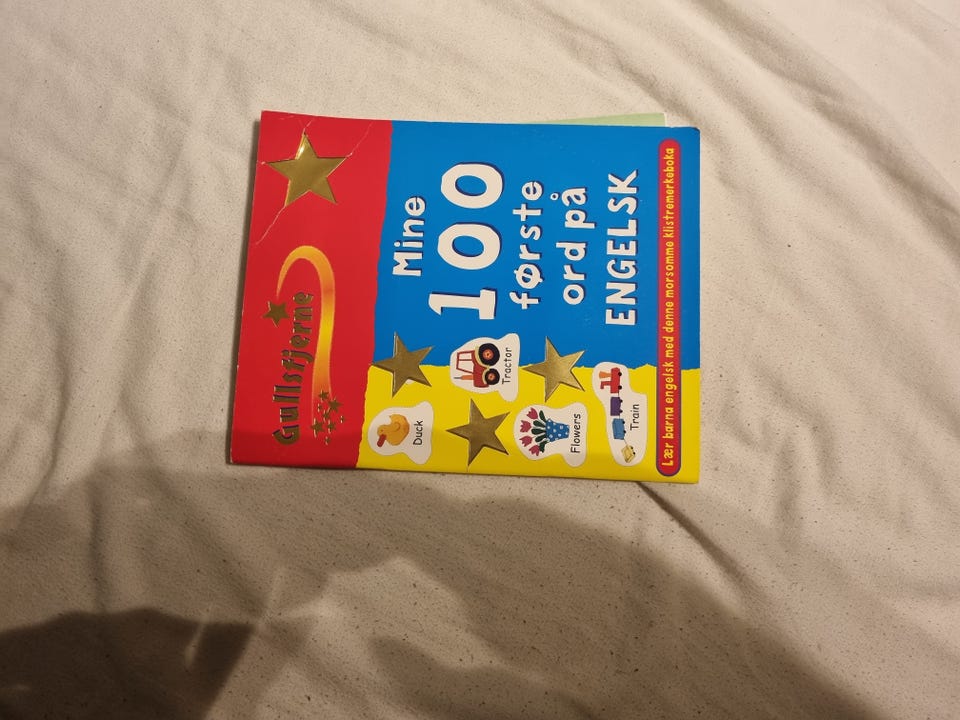 Gullstjerne
Mine
100
første
ord på
ENGELSK
Tractor
Duck
Flowers
Train
Lær barna engelsk med denne morsomme klistremerkeboka